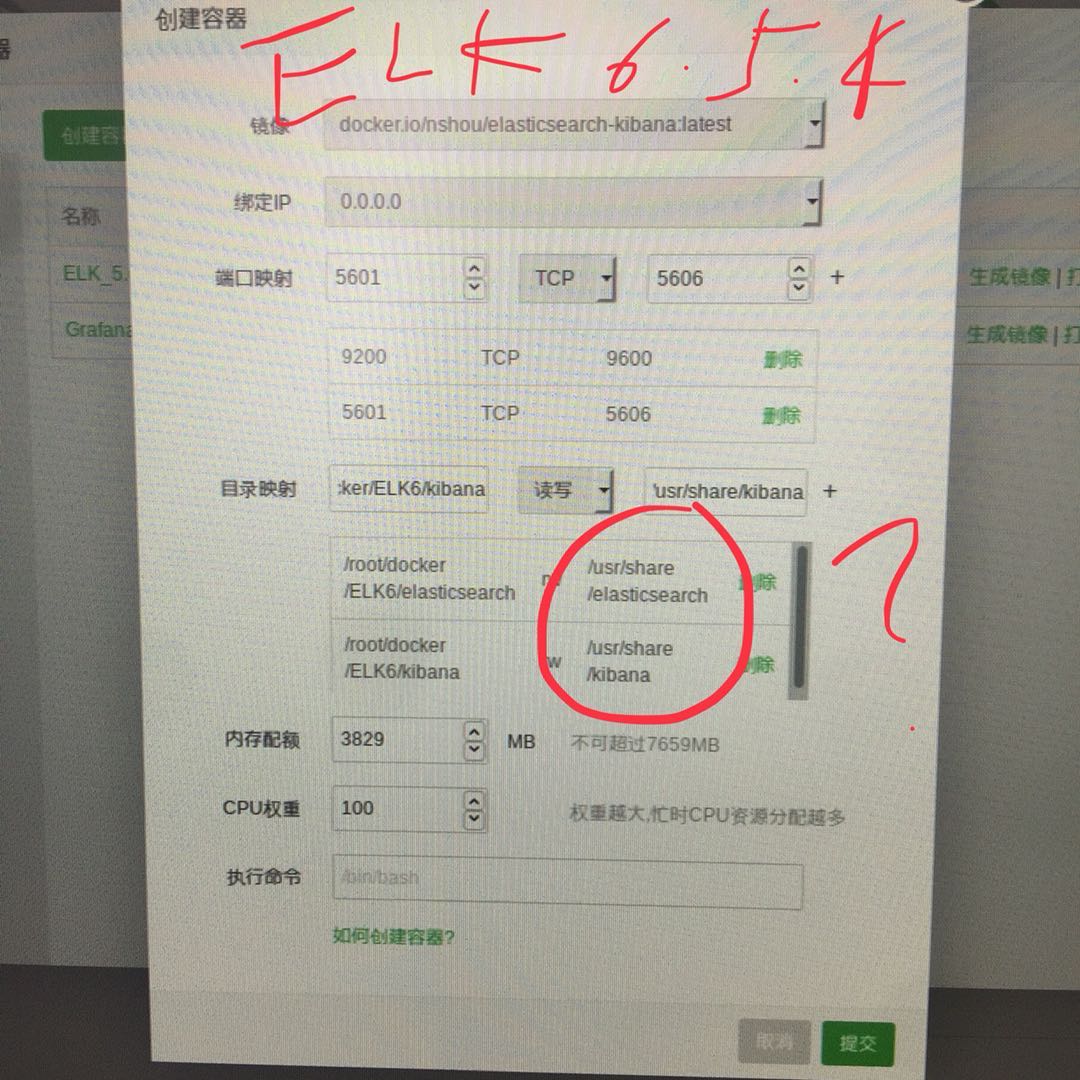 创建容器
ELK 6.5.4
镜像 docker.io/nshou/elasticsearch-kibana:latest
创建容
绑定IP 0.0.0.0
名称
端口映射 5601 TCP 5606 +
ELK_5. 生成镜像 | 打
Grafana 生成镜像 | 打
9200 TCP 9600 删除
5601 TCP 5606 删除
目录映射 :ker/ELK6/kibana 读写 /usr/share/kibana +
/root/docker /usr/share
/ELK6/elasticsearch /elasticsearch 删除
?
/root/docker /usr/share
/ELK6/kibana /kibana 删除
内存配额 3829 MB 不可超过7659MB
CPU权重 100 权重越大,忙时CPU资源分配越多
执行命令 /bin/bash
如何创建容器?
取消 提交